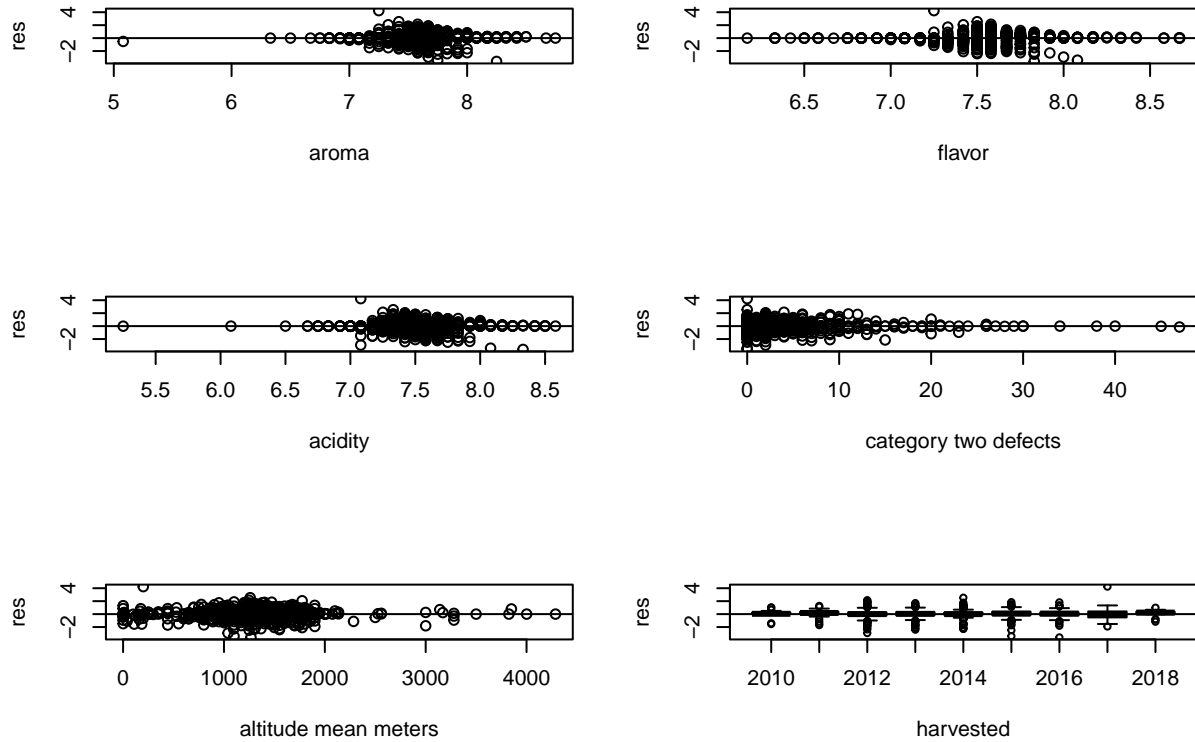 res
4
−2
5 6 7 8
aroma
res
4
−2
6.5 7.0 7.5 8.0 8.5
flavor
res
4
−2
5.5 6.0 6.5 7.0 7.5 8.0 8.5
acidity
res
4
−2
0 10 20 30 40
category two defects
res
4
−2
0 1000 2000 3000 4000
altitude mean meters
res
4
−2
2010 2012 2014 2016 2018
harvested